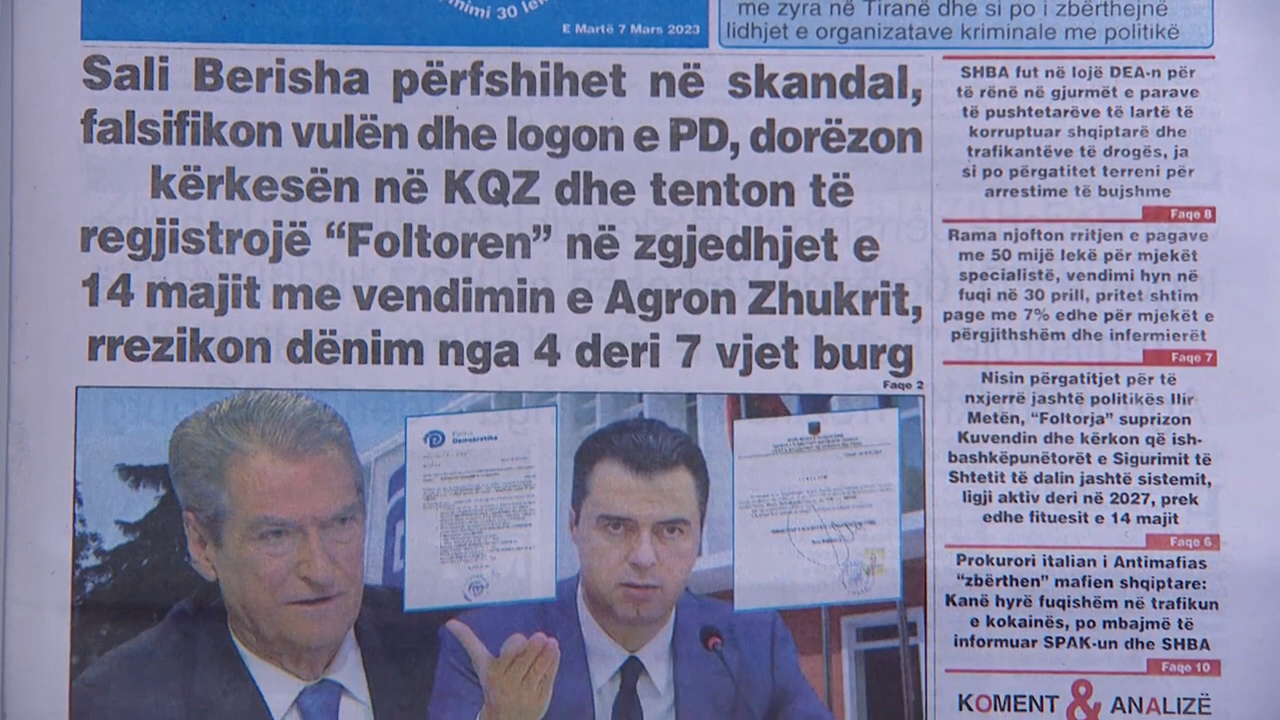 mimi 30 lek
E Martë 7 Mars 2023
me zyra në Tiranë dhe si po i zbërthejnë
lidhjet e organizatave kriminale me politikë
Sali Berisha përfshihet në skandal,
falsifikon vulën dhe logon e PD, dorëzon
kërkesën në KQZ dhe tenton të
regjistrojë “Foltoren” në zgjedhjet e
14 majit me vendimin e Agron Zhukrit,
rrezikon dënim nga 4 deri 7 vjet burg
Faqe 2
Demokratike
SHBA fut në lojë DEA-n për
të rënë në gjurmët e parave
të pushtetarëve të lartë të
korruptuar shqiptarë dhe
trafikantëve të drogës, ja
si po përgatitet terreni për
arrestime të bujshme
Faqe 8
Rama njofton rritjen e pagave
me 50 mijë lekë për mjekët
specialistë, vendimi hyn në
fuqi në 30 prill, pritet shtim
page me 7% edhe për mjekët e
përgjithshëm dhe infermierët
Faqe 7
Nisin përgatitjet për të
nxjerrë jashtë politikës Ilir
Metën, “Foltorja” suprizon
Kuvendin dhe kërkon që ish-
bashkëpunëtorët e Sigurimit të
Shtetit të dalin jashtë sistemit,
ligji aktiv deri në 2027, prek
edhe fituesit e 14 majit
Faqe 6
Prokurori italian i Antimafias
“zbërthen” mafien shqiptare:
Kanë hyrë fuqishëm në trafikun
e kokainës, po mbajmë të
informuar SPAK-un dhe SHBA
Faqe 10
KOMENT & ANALIZË